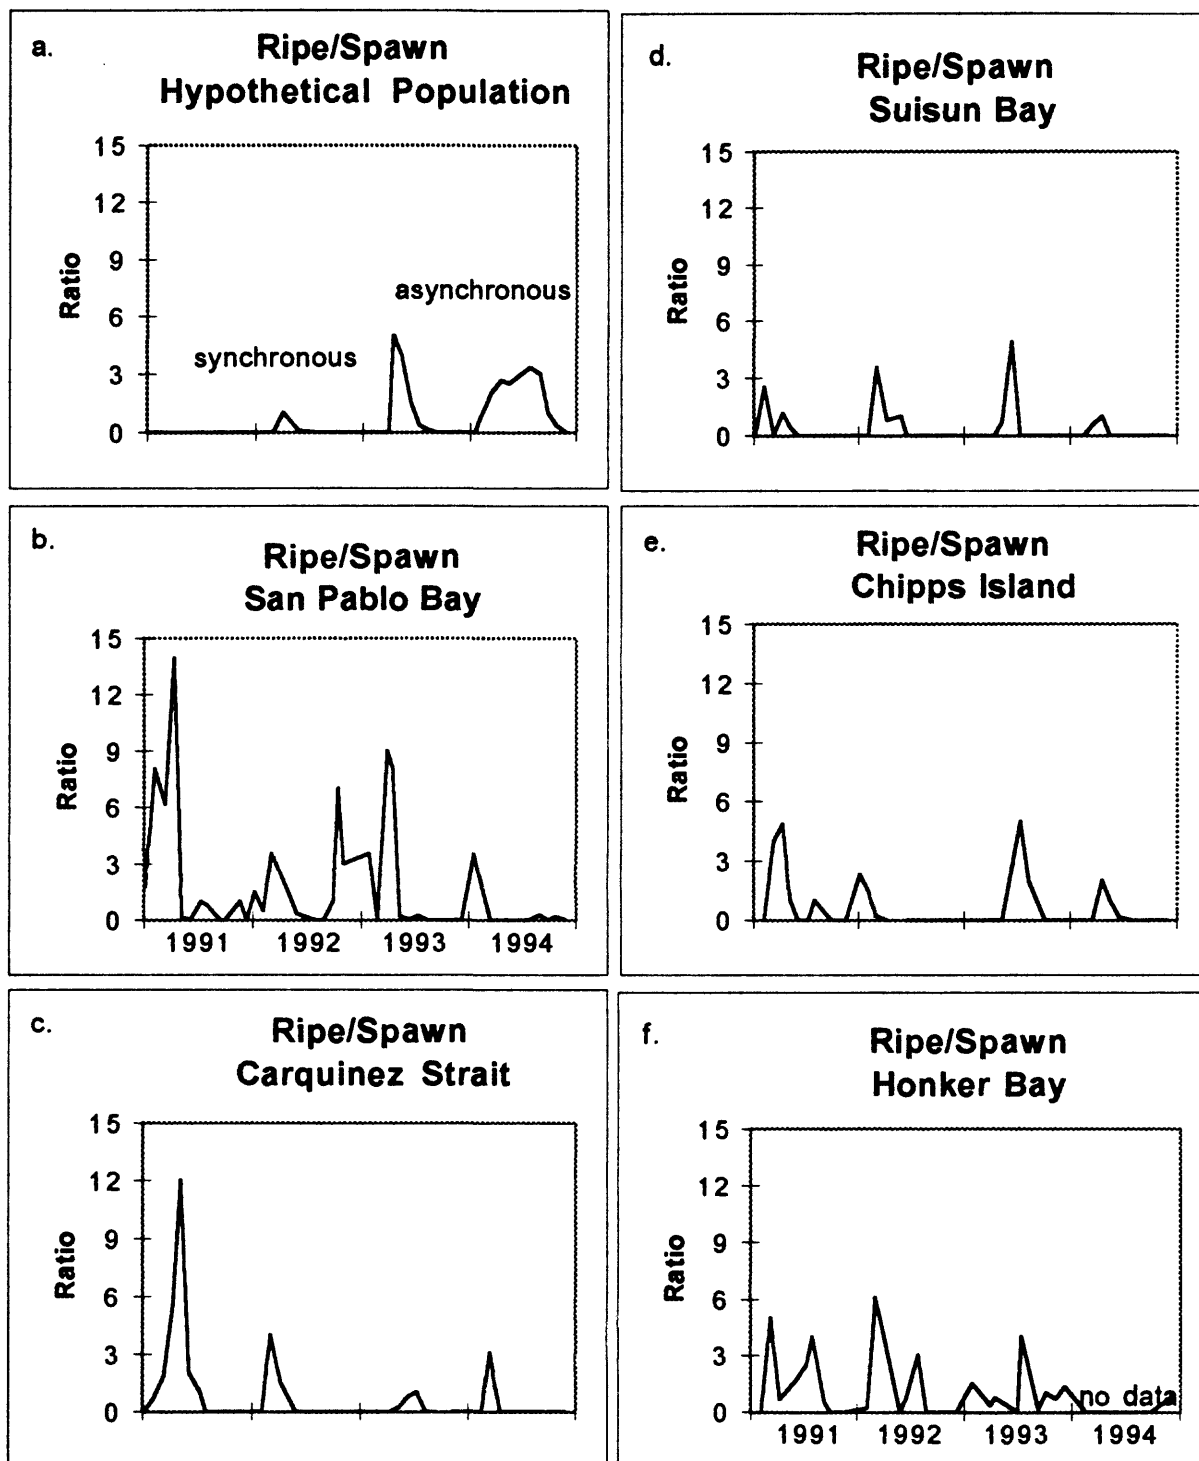 a.
Ripe/Spawn
Hypothetical Population
15
12
9
6
3
0
Ratio
synchronous
asynchronous
b.
Ripe/Spawn
San Pablo Bay
15
12
9
6
3
0
Ratio
1991 1992 1993 1994
c.
Ripe/Spawn
Carquinez Strait
15
12
9
6
3
0
Ratio
d.
Ripe/Spawn
Suisun Bay
15
12
9
6
3
0
Ratio
e.
Ripe/Spawn
Chipps Island
15
12
9
6
3
0
Ratio
f.
Ripe/Spawn
Honker Bay
15
12
9
6
3
0
Ratio
no data
1991 1992 1993 1994